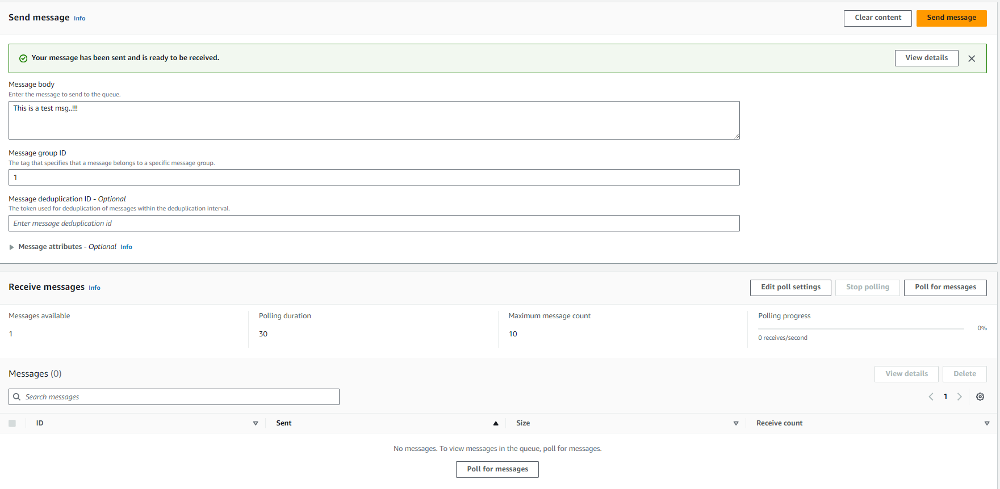 Send message Info
Clear content
Send message
Your message has been sent and is ready to be received.
View details
Message body
Enter the message to send to the queue.
This is a test msg..!!!
Message group ID
The tag that specifies that a message belongs to a specific message group.
1
Message deduplication ID - Optional
The token used for deduplication of messages within the deduplication interval.
Enter message deduplication id
Message attributes - Optional Info
Receive messages Info
Edit poll settings
Stop polling
Poll for messages
Messages available
1
Polling duration
30
Maximum message count
10
Polling progress
0%
0 receives/second
Messages (0)
View details
Delete
Search messages
1
ID
Sent
Size
Receive count
No messages. To view messages in the queue, poll for messages.
Poll for messages